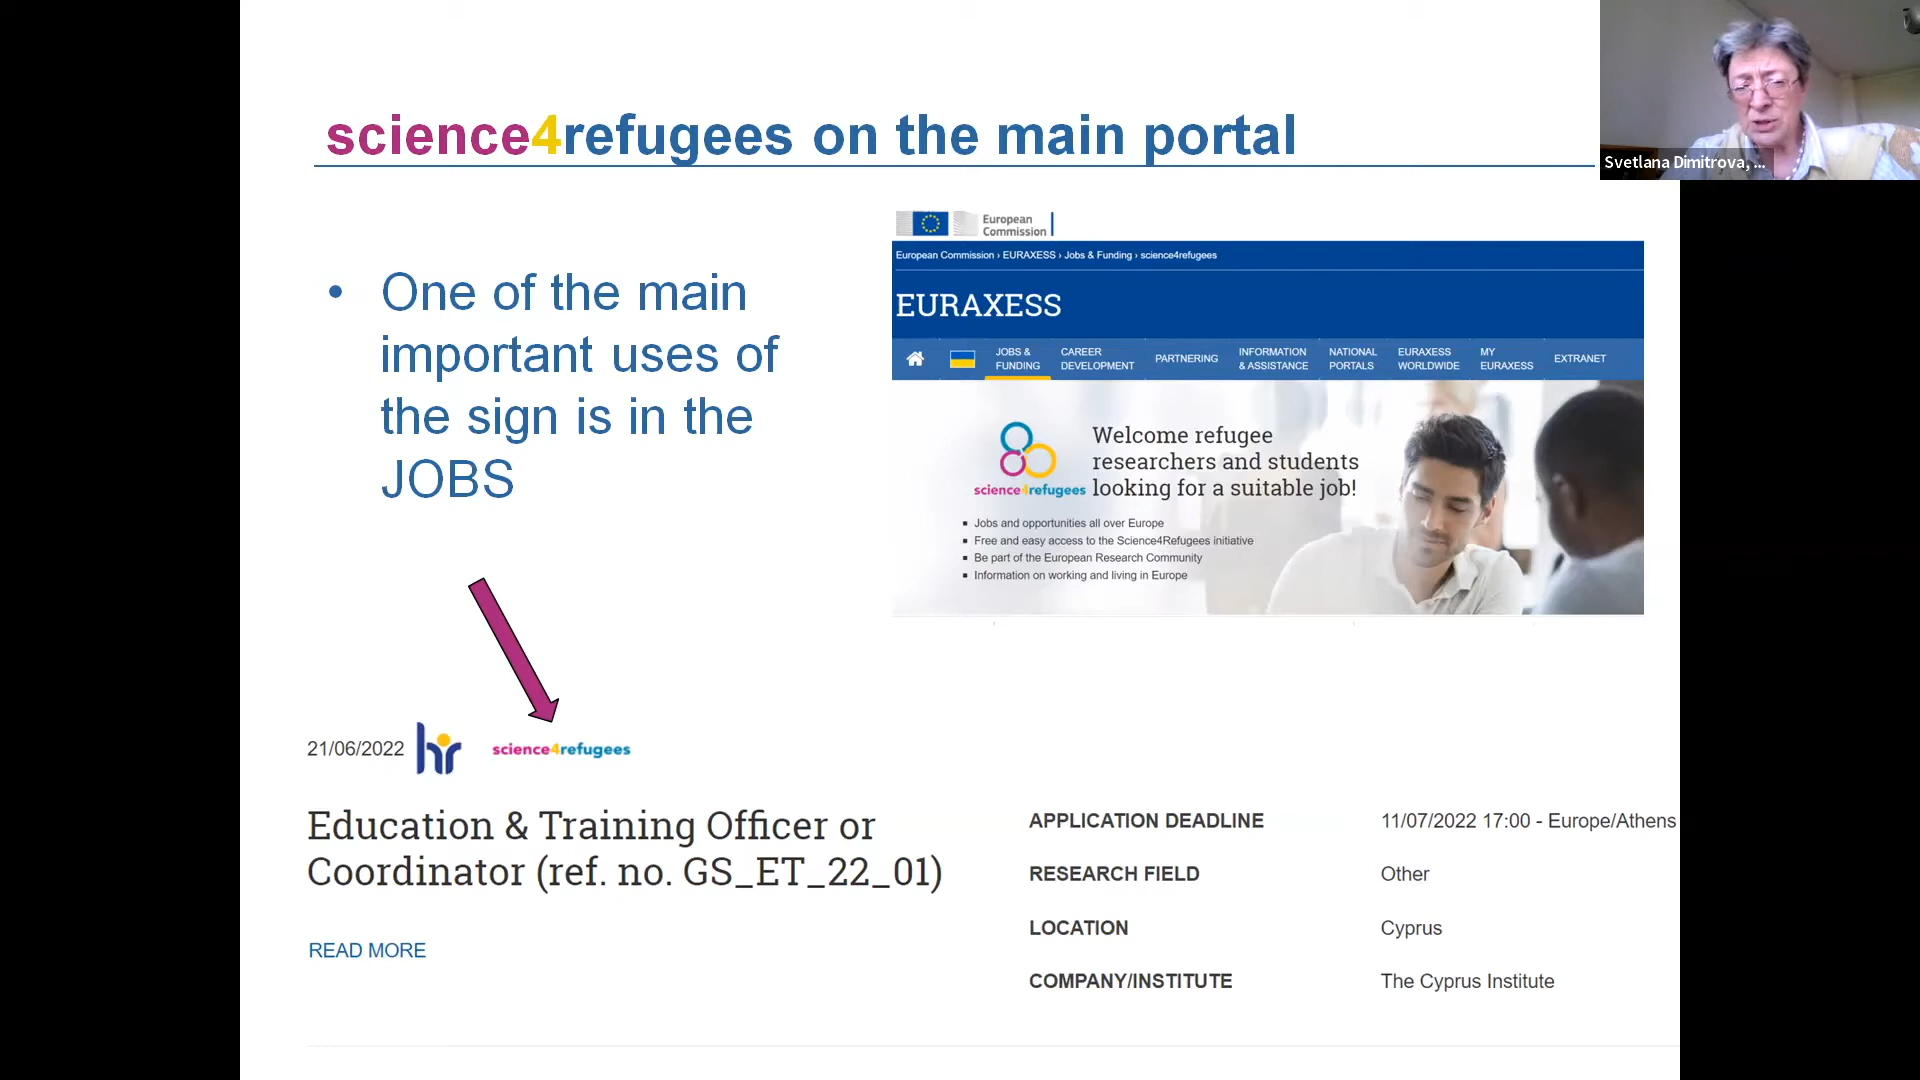 science4refugees on the main portal
Svetlana Dimitrova, ...
• One of the main
important uses of
the sign is in the
JOBS
European
Commission
European Commission › EURAXESS › Jobs & Funding › science4refugees
EURAXESS
JOBS &
FUNDING
CAREER
DEVELOPMENT
PARTNERING
INFORMATION
& ASSISTANCE
NATIONAL
PORTALS
EURAXESS
WORLDWIDE
MY
EURAXESS
EXTRANET
science4refugees
Welcome refugee
researchers and students
looking for a suitable job!
▪ Jobs and opportunities all over Europe
▪ Free and easy access to the Science4Refugees initiative
▪ Be part of the European Research Community
▪ Information on working and living in Europe
21/06/2022 hr science4refugees
Education & Training Officer or
Coordinator (ref. no. GS_ET_22_01)
READ MORE
APPLICATION DEADLINE 11/07/2022 17:00 - Europe/Athens
RESEARCH FIELD Other
LOCATION Cyprus
COMPANY/INSTITUTE The Cyprus Institute